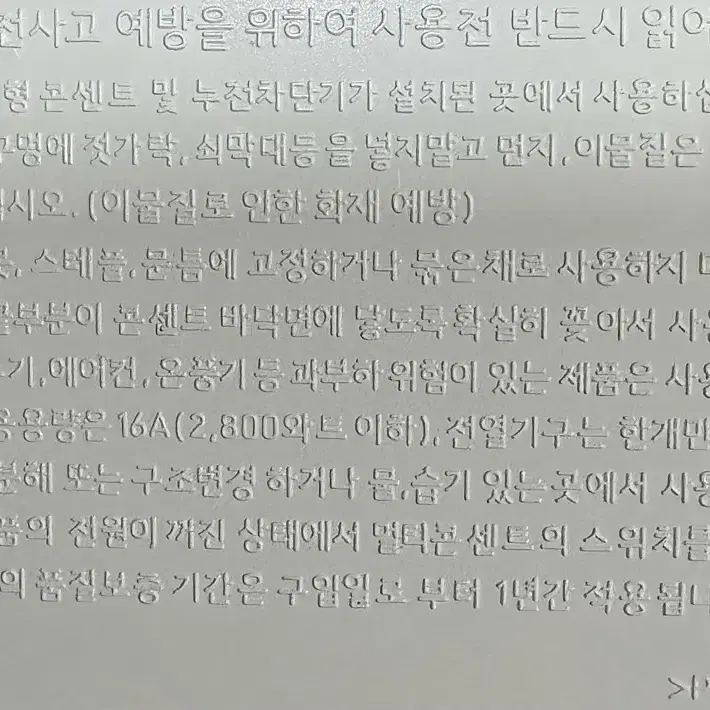 전사고 예방을 위하여 사용전 반드시 읽어
형 콘센트 및 누전차단기가 설치된 곳에서 사용하십
구멍에 젓가락, 쇠막대등을 넣지말고 먼지, 이물질은
시오. (이물질로 인한 화재 예방)
스테플, 문틈에 고정하거나 묶은채로 사용하지
부분이 콘센트 바닥면에 닿도록 확실히 꽂아서 사용
기, 에어컨, 온풍기 등 과부하 위험이 있는 제품은 사용
용용량은 16A(2,800와트 이하), 전열기구는 한개만
분해 또는 구조변경 하거나 물, 습기 있는곳에서 사용
품의 전원이 꺼진 상태에서 멀티콘센트의 스위치를
의 품질보증 기간은 구입일로 부터 1년간 적용됩니